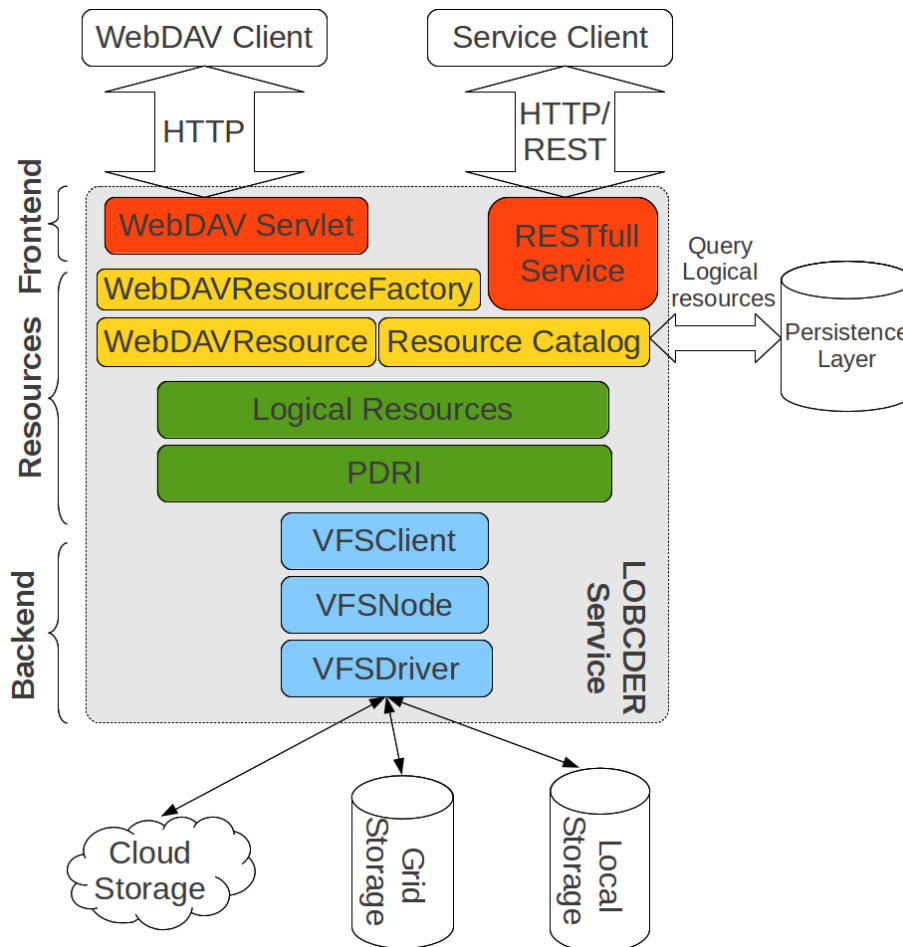 WebDAV Client
Service Client
HTTP
HTTP/
REST
Frontend
WebDAV Servlet
RESTfull
Service
Query
Logical
resources
Persistence
Layer
Resources
WebDAVResourceFactory
WebDAVResource
Resource Catalog
Logical Resources
PDRI
Backend
VFSClient
VFSNode
VFSDriver
LOBCDER
Service
Cloud
Storage
Grid
Storage
Local
Storage